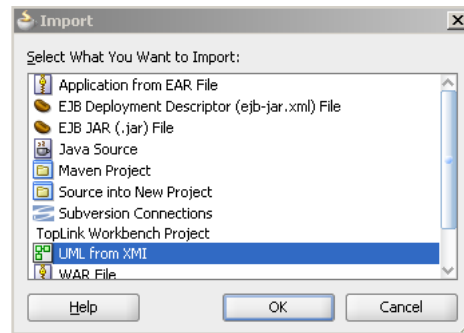 Import
Select What You Want to Import:
Application from EAR File
EJB Deployment Descriptor (ejb-jar.xml) File
EJB JAR (.jar) File
Java Source
Maven Project
Source into New Project
Subversion Connections
TopLink Workbench Project
UML from XMI
WAR File
Help OK Cancel